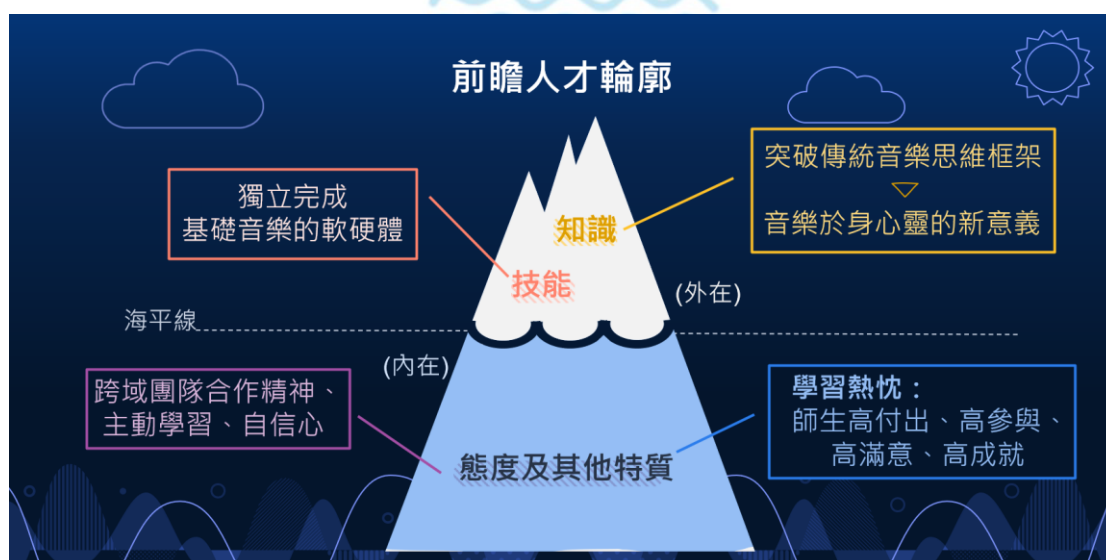 前瞻人才輪廓
突破傳統音樂思維框架
音樂於身心靈的新意義
獨立完成
基礎音樂的軟硬體
知識
技能
(外在)
海平線
(內在)
跨域團隊合作精神、
主動學習、自信心
學習熱忱：
師生高付出、高參與、
高滿意、高成就
態度及其他特質